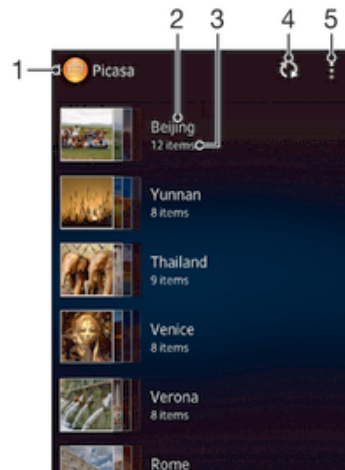 2 3 4 5
1 Picasa
Beijing
12 items
Yunnan
8 items
Thailand
9 items
Venice
8 items
Verona
8 items
Rome